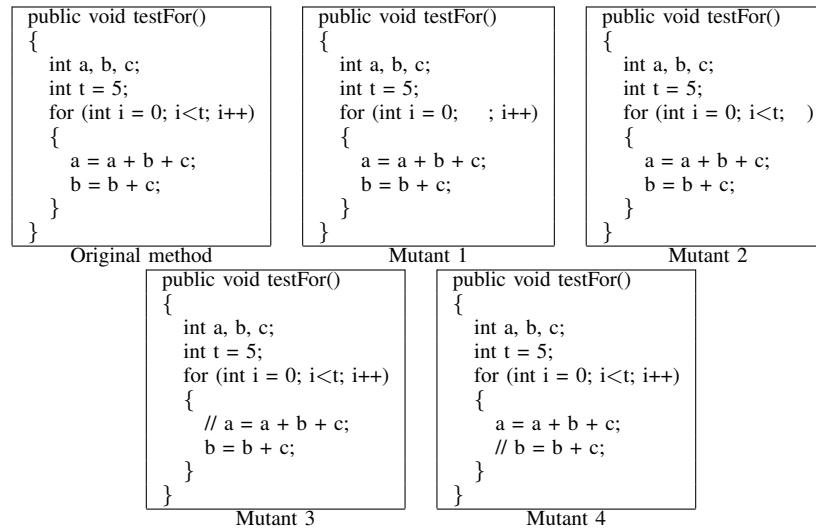 public void testFor()
{
int a, b, c;
int t = 5;
for (int i = 0; i<t; i++)
{
a = a + b + c;
b = b + c;
}
}
Original method
public void testFor()
{
int a, b, c;
int t = 5;
for (int i = 0; ; i++)
{
a = a + b + c;
b = b + c;
}
}
Mutant 1
public void testFor()
{
int a, b, c;
int t = 5;
for (int i = 0; i<t; )
{
a = a + b + c;
b = b + c;
}
}
Mutant 2
public void testFor()
{
int a, b, c;
int t = 5;
for (int i = 0; i<t; i++)
{
// a = a + b + c;
b = b + c;
}
}
Mutant 3
public void testFor()
{
int a, b, c;
int t = 5;
for (int i = 0; i<t; i++)
{
a = a + b + c;
// b = b + c;
}
}
Mutant 4